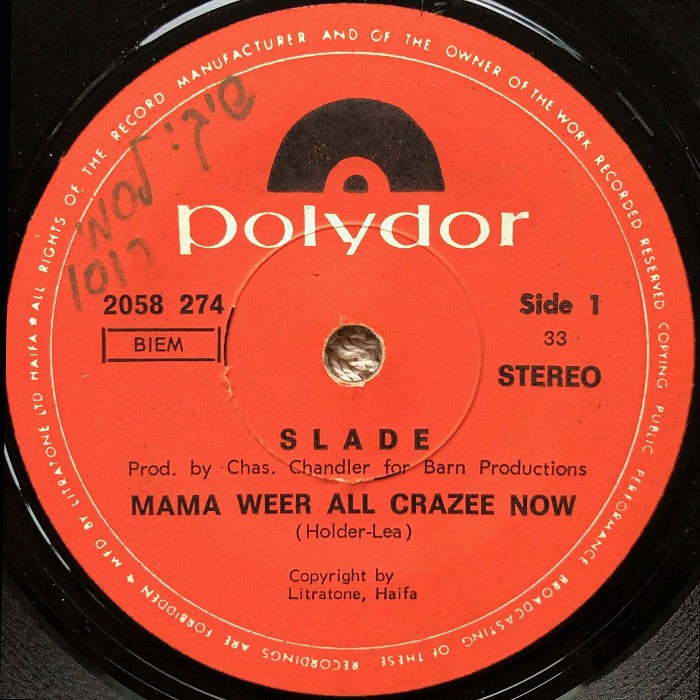 ★ ALL RIGHTS OF THE RECORD MANUFACTURER AND OF THE OWNER OF THE WORK RECORDED RESERVED COPYING PUBLIC PERFORMANCE BROADCASTING OF THESE RECORDINGS ARE FORBIDDEN ★ MFD BY LITRATONE LTD HAIFA
polydor
2058 274
BIEM
Side 1
33
STEREO
SLADE
Prod. by Chas. Chandler for Barn Productions
MAMA WEER ALL CRAZEE NOW
(Holder-Lea)
Copyright by
Litratone, Haifa